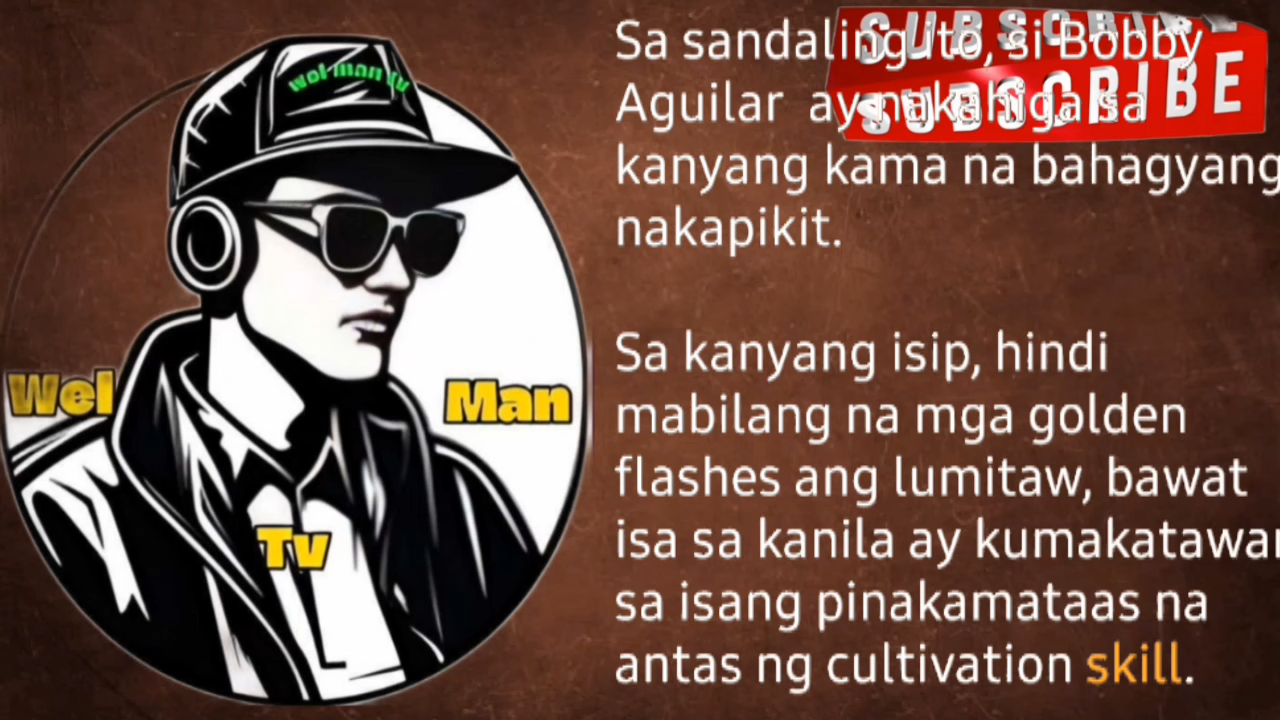 wel man tv
Wel
Man
Tv
SUBSCRIBE
SUBSCRIBE
Sa sandaling ito, si Bobby
Aguilar ay nakahiga sa
kanyang kama na bahagyang
nakapikit.
Sa kanyang isip, hindi
mabilang na mga golden
flashes ang lumitaw, bawat
isa sa kanila ay
sa isang pinakamataas na
antas ng cultivation skill.